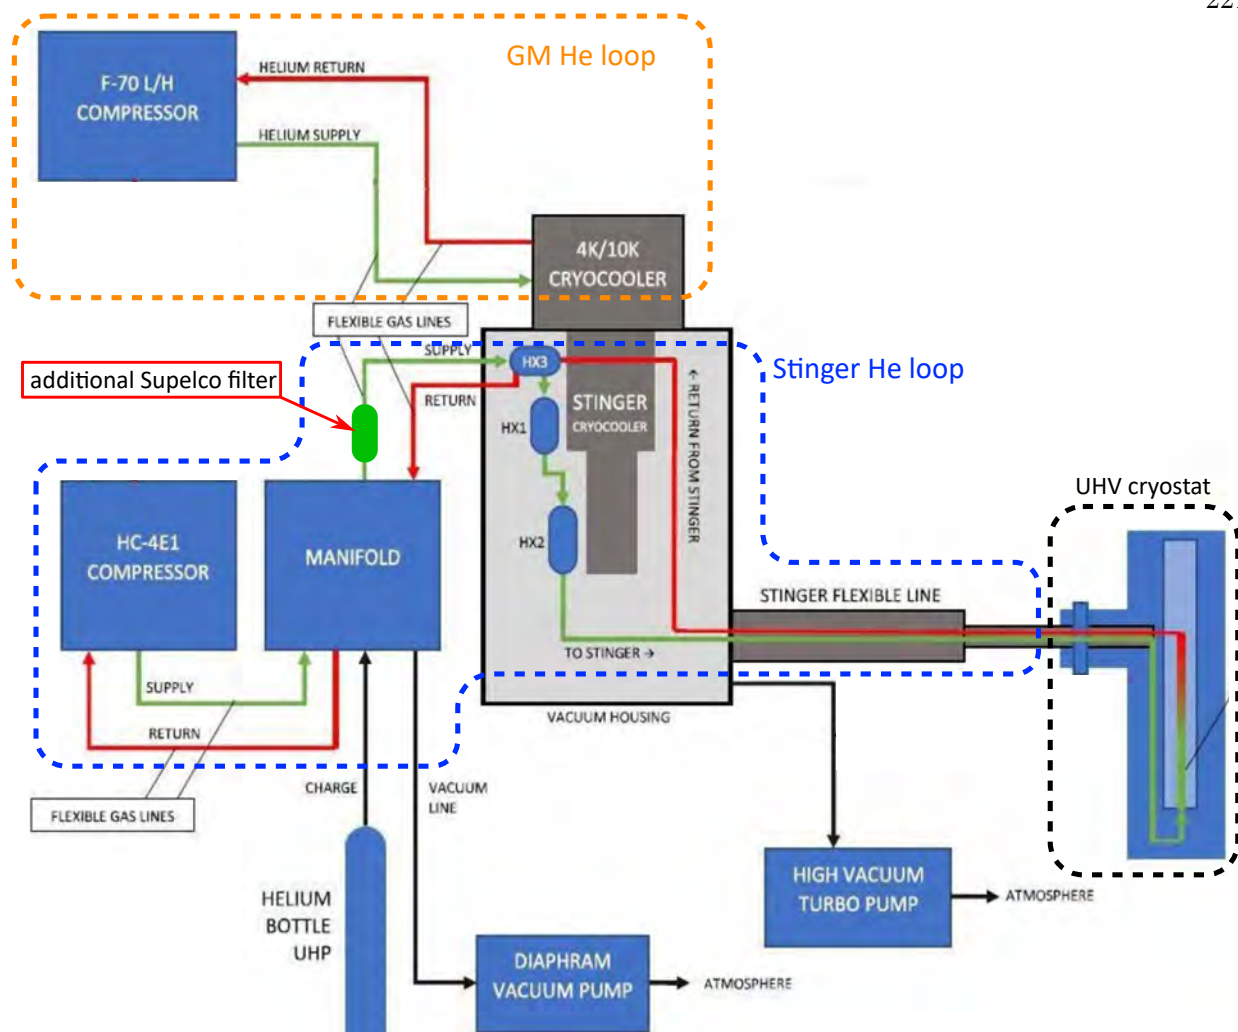 221
GM He loop
F-70 L/H
COMPRESSOR
HELIUM RETURN
HELIUM SUPPLY
4K/10K
CRYOCOOLER
FLEXIBLE GAS LINES
SUPPLY
HX3
Stinger He loop
additional Supelco filter
RETURN
STINGER
CRYOCOOLER
HX1
← RETURN FROM STINGER
UHV cryostat
HC-4E1
COMPRESSOR
MANIFOLD
HX2
STINGER FLEXIBLE LINE
TO STINGER →
SUPPLY
VACUUM HOUSING
RETURN
CHARGE
VACUUM
LINE
FLEXIBLE GAS LINES
HELIUM
BOTTLE
UHP
HIGH VACUUM
TURBO PUMP
ATMOSPHERE
DIAPHRAM
VACUUM PUMP
ATMOSPHERE